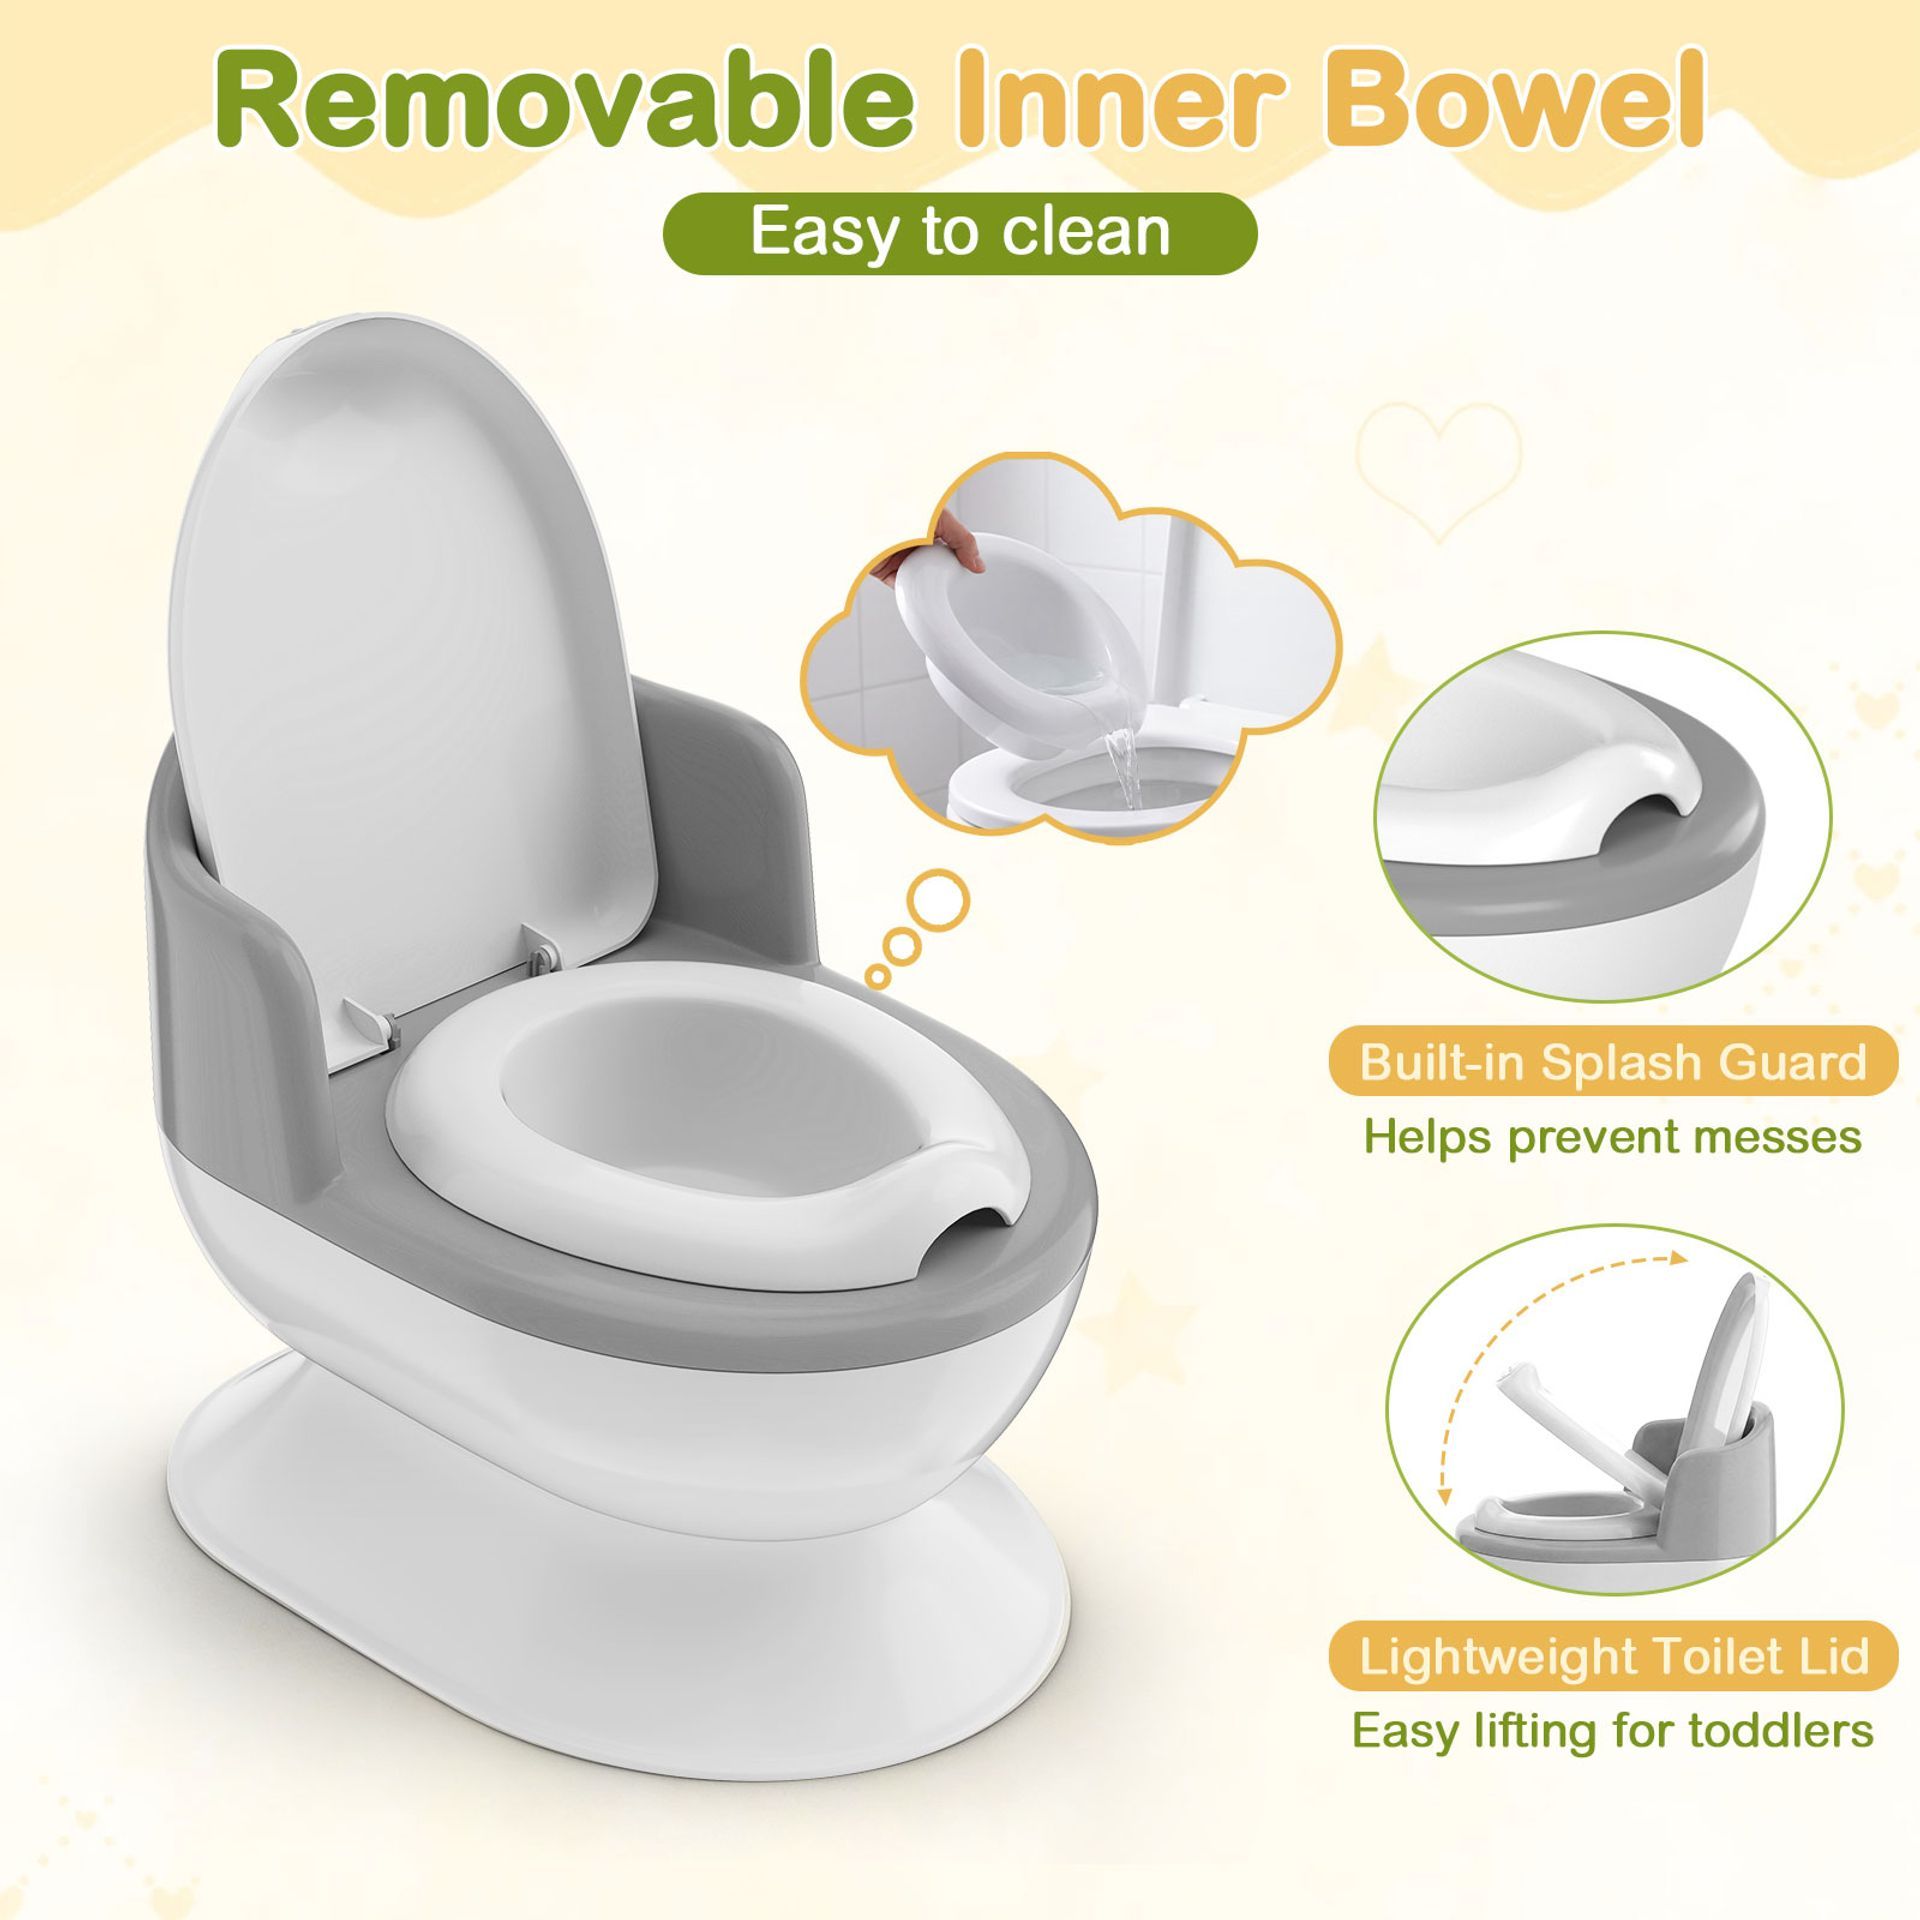 Removable Inner Bowel
Easy to clean
Built-in Splash Guard
Helps prevent messes
Lightweight Toilet Lid
Easy lifting for toddlers